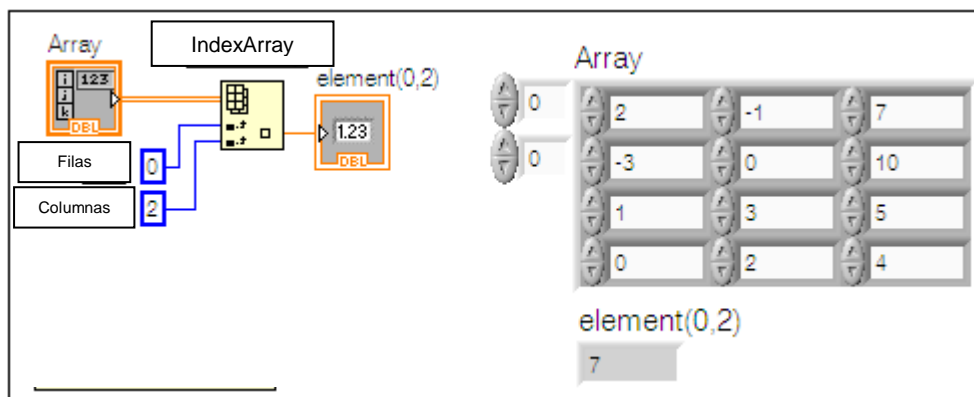 Array
IndexArray
element(0,2)
123
i
j
k
DBL
1.23
DBL
Filas
0
Columnas
2
Array
0
0
2 -1 7
-3 0 10
1 3 5
0 2 4
element(0,2)
7